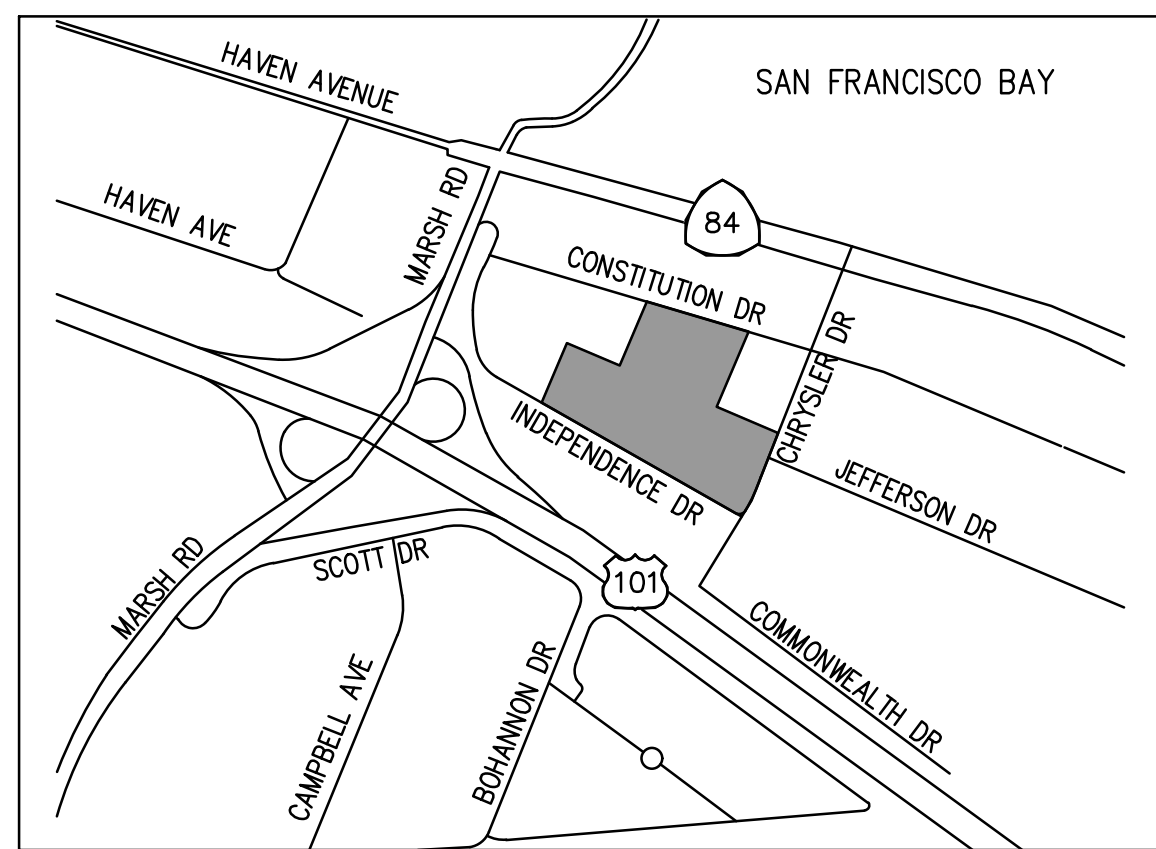 HAVEN AVENUE
SAN FRANCISCO BAY
HAVEN AVE
MARSH RD
84
CONSTITUTION DR
CHRYSLER DR
INDEPENDENCE DR
JEFFERSON DR
MARSH RD
SCOTT DR
101
COMMONWEALTH DR
CAMPBELL AVE
BOHANNON DR